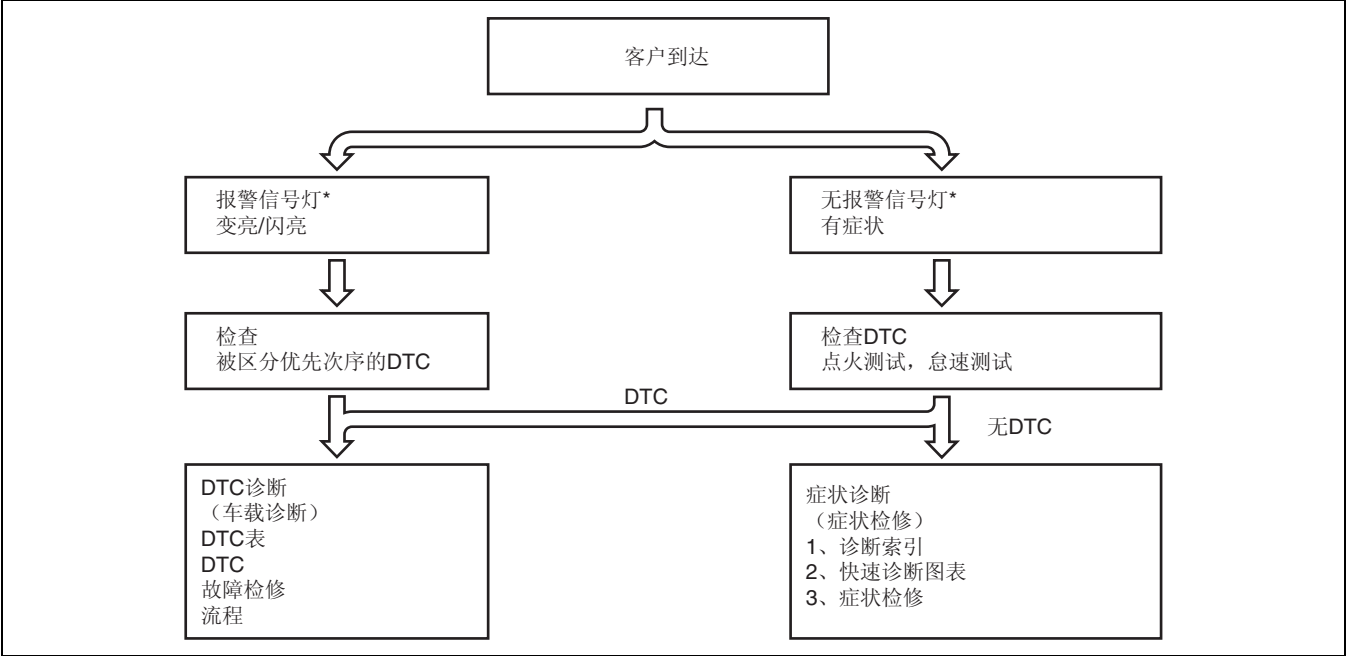 客户到达
报警信号灯*
变亮/闪亮
无报警信号灯*
有症状
检查
被区分优先次序的DTC
检查DTC
点火测试，怠速测试
DTC
无DTC
DTC诊断
（车载诊断）
DTC表
DTC
故障检修
流程
症状诊断
（症状检修）
1、诊断索引
2、快速诊断图表
3、症状检修